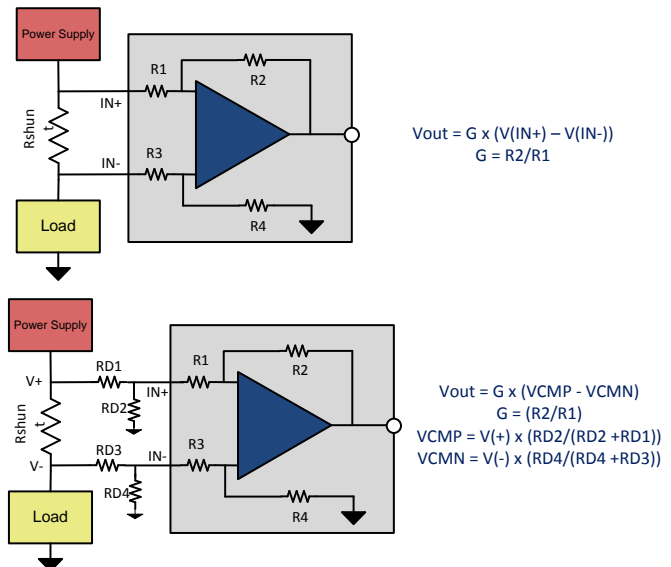 Power Supply
R1
R2
IN+
Rshun
t
IN-
R3
R4
Load
Vout = G x (V(IN+) – V(IN-))
G = R2/R1
Power Supply
R1
R2
V+
RD1
IN+
RD2
Rshun
t
RD3
IN-
R3
V-
RD4
R4
Load
Vout = G x (VCMP - VCMN)
G = (R2/R1)
VCMP = V(+) x (RD2/(RD2 +RD1))
VCMN = V(-) x (RD4/(RD4 +RD3))